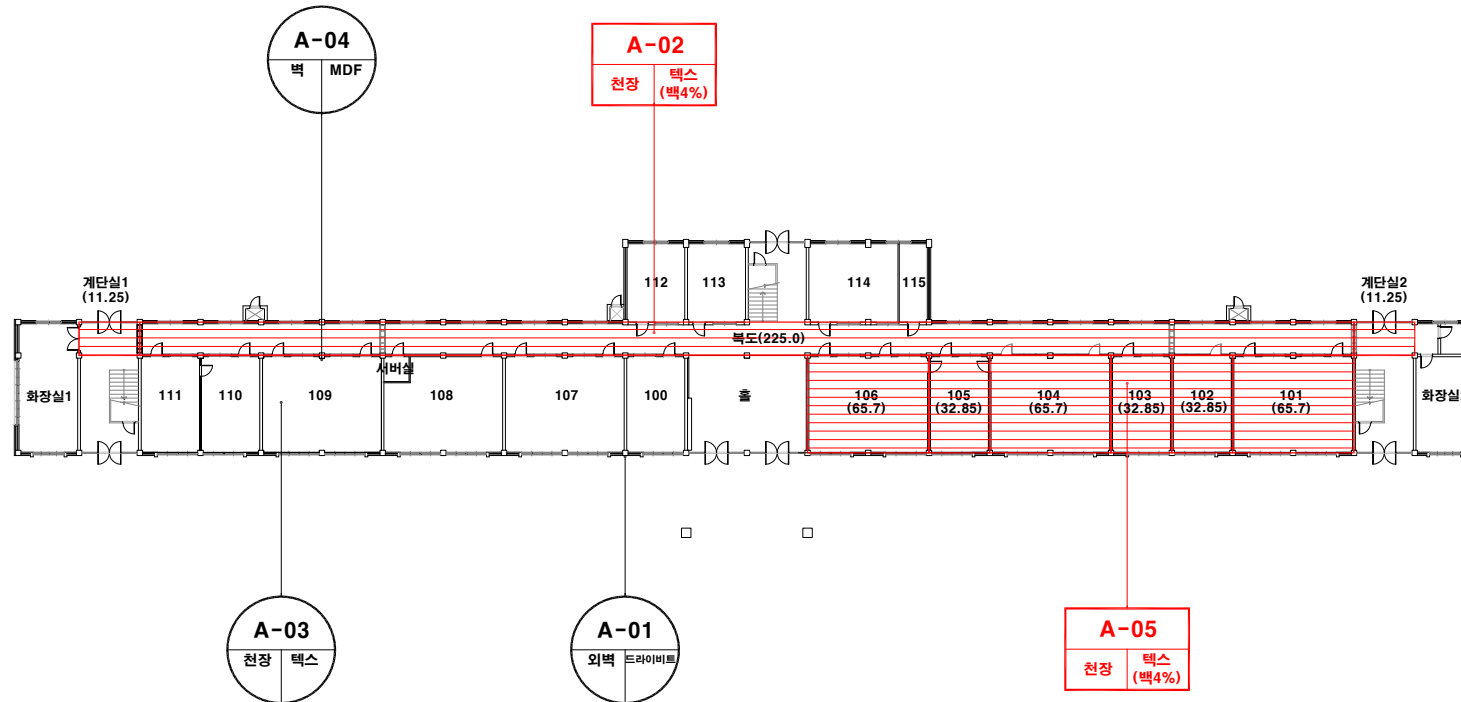 A-04
벽 MDF
A-02
천장 텍스
(백4%)
112
113
114
115
계단실1
(11.25)
계단실2
(11.25)
복도(225.0)
서버실
화장실1
111
110
109
108
107
100
홀
106
(65.7)
105
(32.85)
104
(65.7)
103
(32.85)
102
(32.85)
101
(65.7)
A-03
천장 텍스
A-01
외벽 드라이비트
A-05
천장 텍스
(백4%)